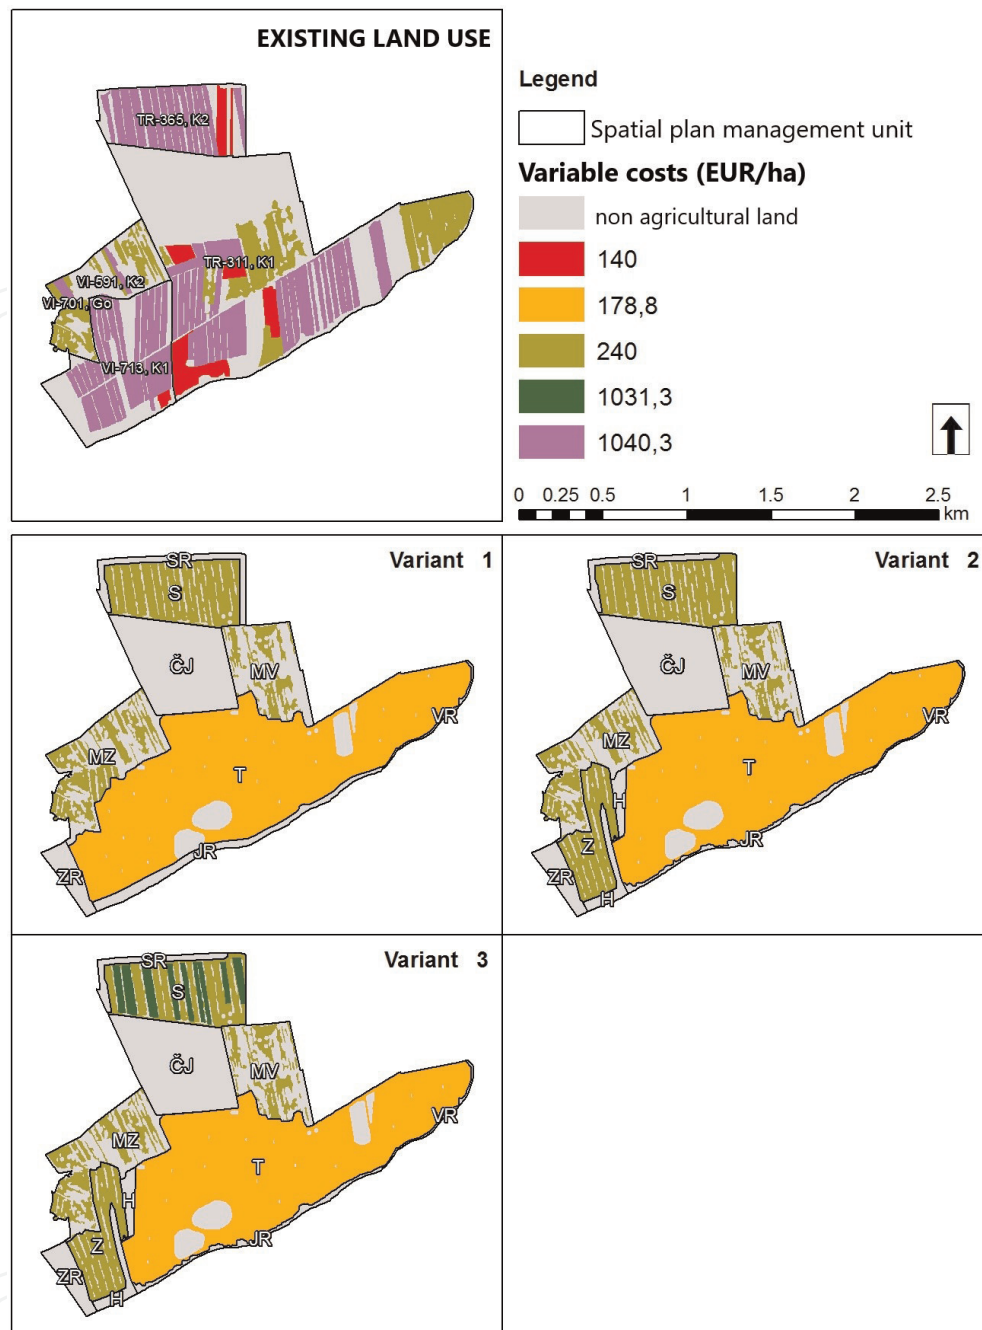 EXISTING LAND USE
TR-365, K2
TR-311, K1
VI-591, K2
VI-701, Go
VI-713, K1
Legend
Spatial plan management unit
Variable costs (EUR/ha)
non agricultural land
140
178,8
240
1031,3
1040,3
0 0.25 0.5 1 1.5 2 2.5
km
Variant 1
SR
S
ČJ
MV
VR
MZ
T
JR
ZR
Variant 2
SR
S
ČJ
MV
VR
MZ
T
H
Z
JR
ZR
H
Variant 3
SR
S
ČJ
MV
VR
MZ
T
H
Z
JR
ZR
H